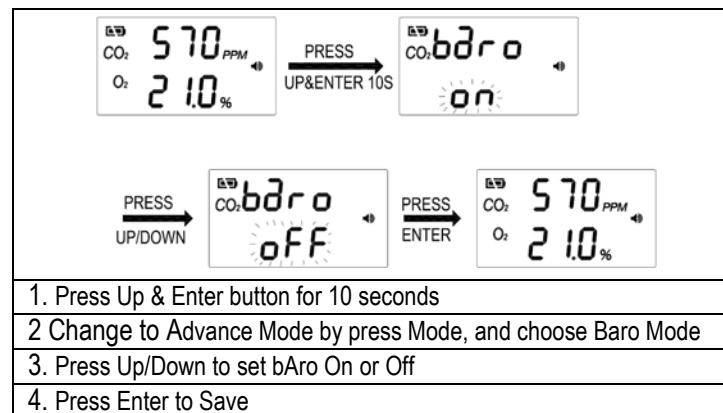 CO₂ 570 PPM
O₂ 21.0 %
PRESS
UP&ENTER 10S
CO₂ bAro
on
PRESS
UP/DOWN
CO₂ bAro
oFF
PRESS
ENTER
CO₂ 570 PPM
O₂ 21.0 %
1. Press Up & Enter button for 10 seconds
2 Change to Advance Mode by press Mode, and choose Baro Mode
3. Press Up/Down to set bAro On or Off
4. Press Enter to Save